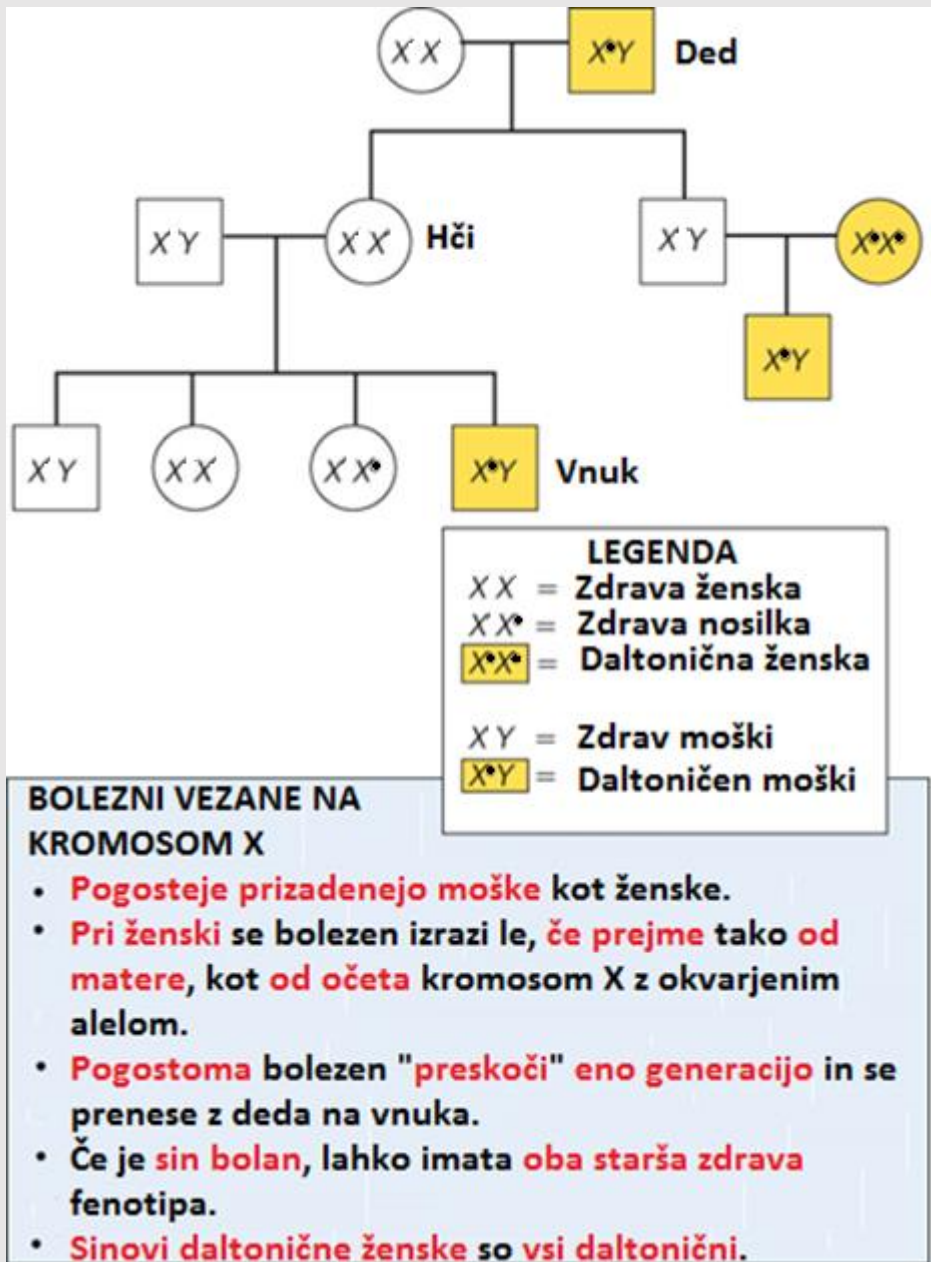 X X X•Y Ded
X Y X X Hči X Y X•X•
X•Y
X Y X X X X• X•Y Vnuk
LEGENDA
X X = Zdrava ženska
X X• = Zdrava nosilka
X•X• = Daltonična ženska
X Y = Zdrav moški
X•Y = Daltoničen moški
BOLEZNI VEZANE NA
KROMOSOM X
• Pogosteje prizadenejo moške kot ženske.
• Pri ženski se bolezen izrazi le, če prejme tako od
matere, kot od očeta kromosom X z okvarjenim
alelom.
• Pogostoma bolezen "preskoči" eno generacijo in se
prenese z deda na vnuka.
• Če je sin bolan, lahko imata oba starša zdrava
fenotipa.
• Sinovi daltonične ženske so vsi daltonični.